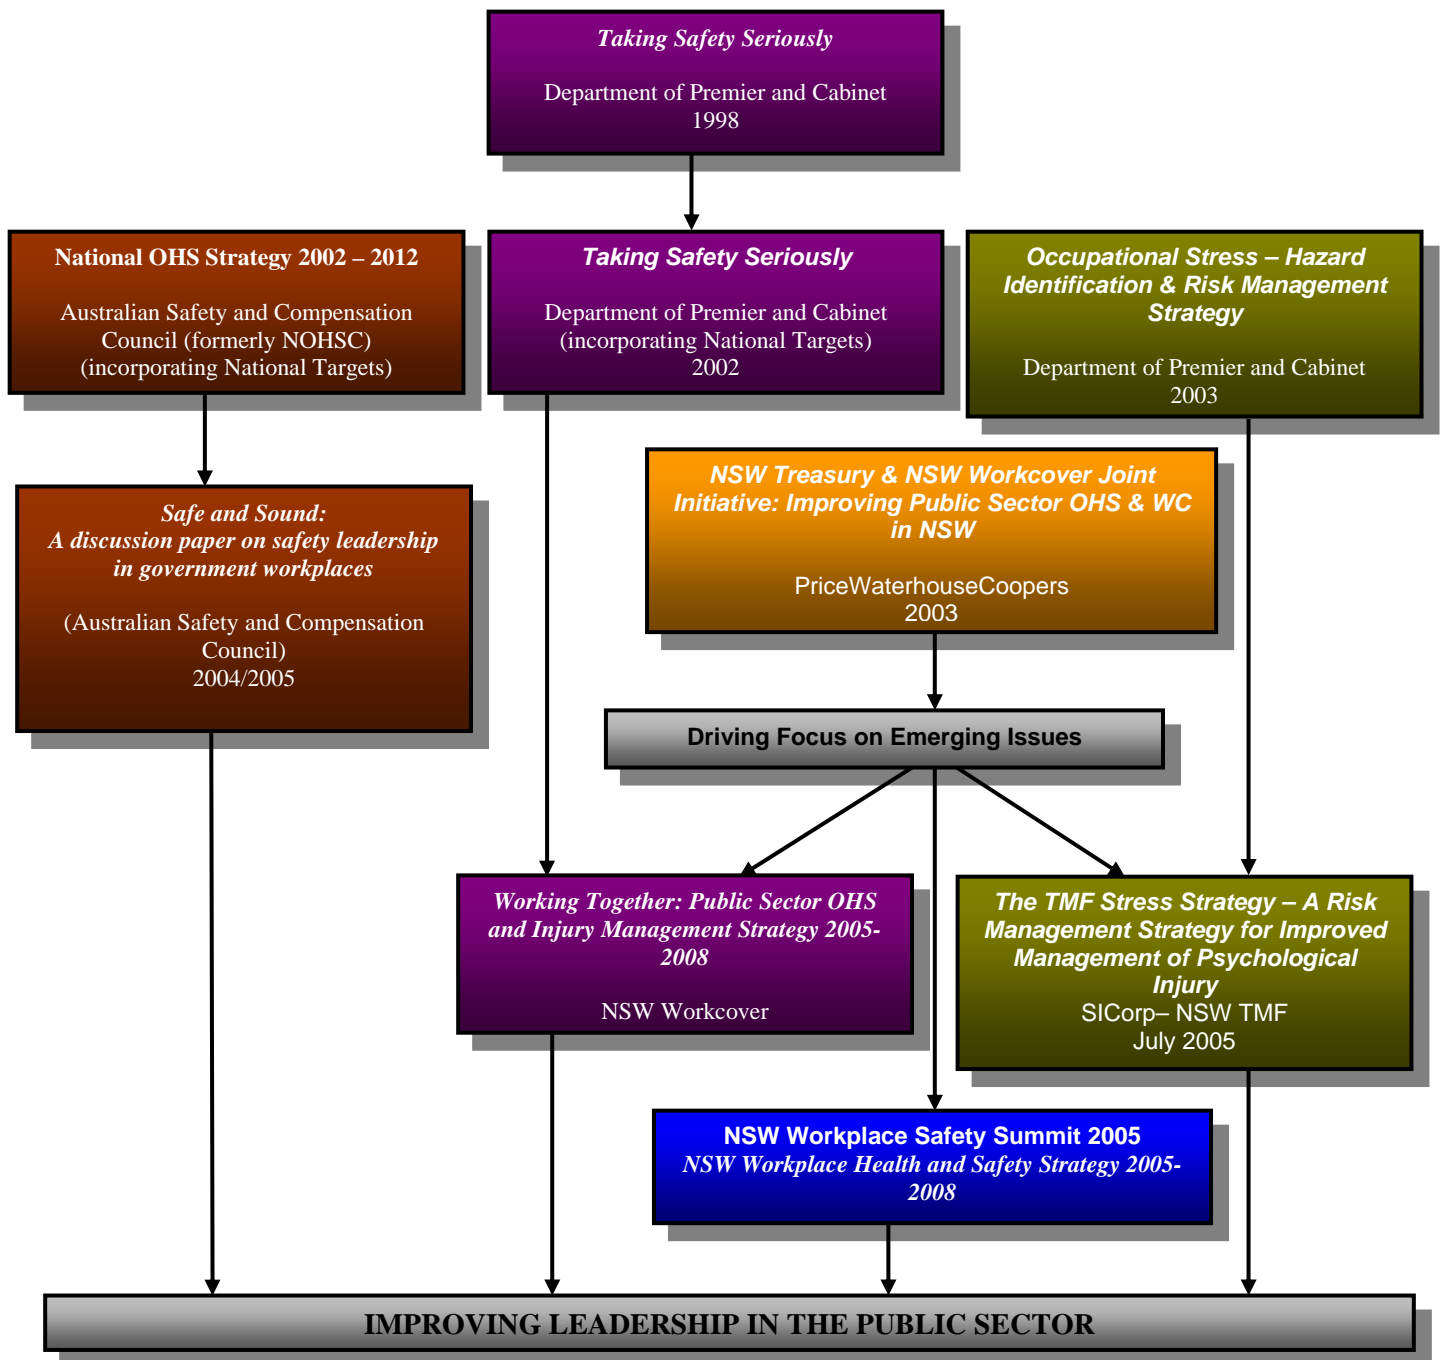 Taking Safety Seriously
Department of Premier and Cabinet
1998
National OHS Strategy 2002 – 2012
Australian Safety and Compensation
Council (formerly NOHSC)
(incorporating National Targets)
Taking Safety Seriously
Department of Premier and Cabinet
(incorporating National Targets)
2002
Occupational Stress – Hazard
Identification & Risk Management
Strategy
Department of Premier and Cabinet
2003
Safe and Sound:
A discussion paper on safety leadership
in government workplaces
(Australian Safety and Compensation
Council)
2004/2005
NSW Treasury & NSW Workcover Joint
Initiative: Improving Public Sector OHS & WC
in NSW
PriceWaterhouseCoopers
2003
Driving Focus on Emerging Issues
Working Together: Public Sector OHS
and Injury Management Strategy 2005-
2008
NSW Workcover
The TMF Stress Strategy – A Risk
Management Strategy for Improved
Management of Psychological
Injury
SICorp– NSW TMF
July 2005
NSW Workplace Safety Summit 2005
NSW Workplace Health and Safety Strategy 2005-
2008
IMPROVING LEADERSHIP IN THE PUBLIC SECTOR